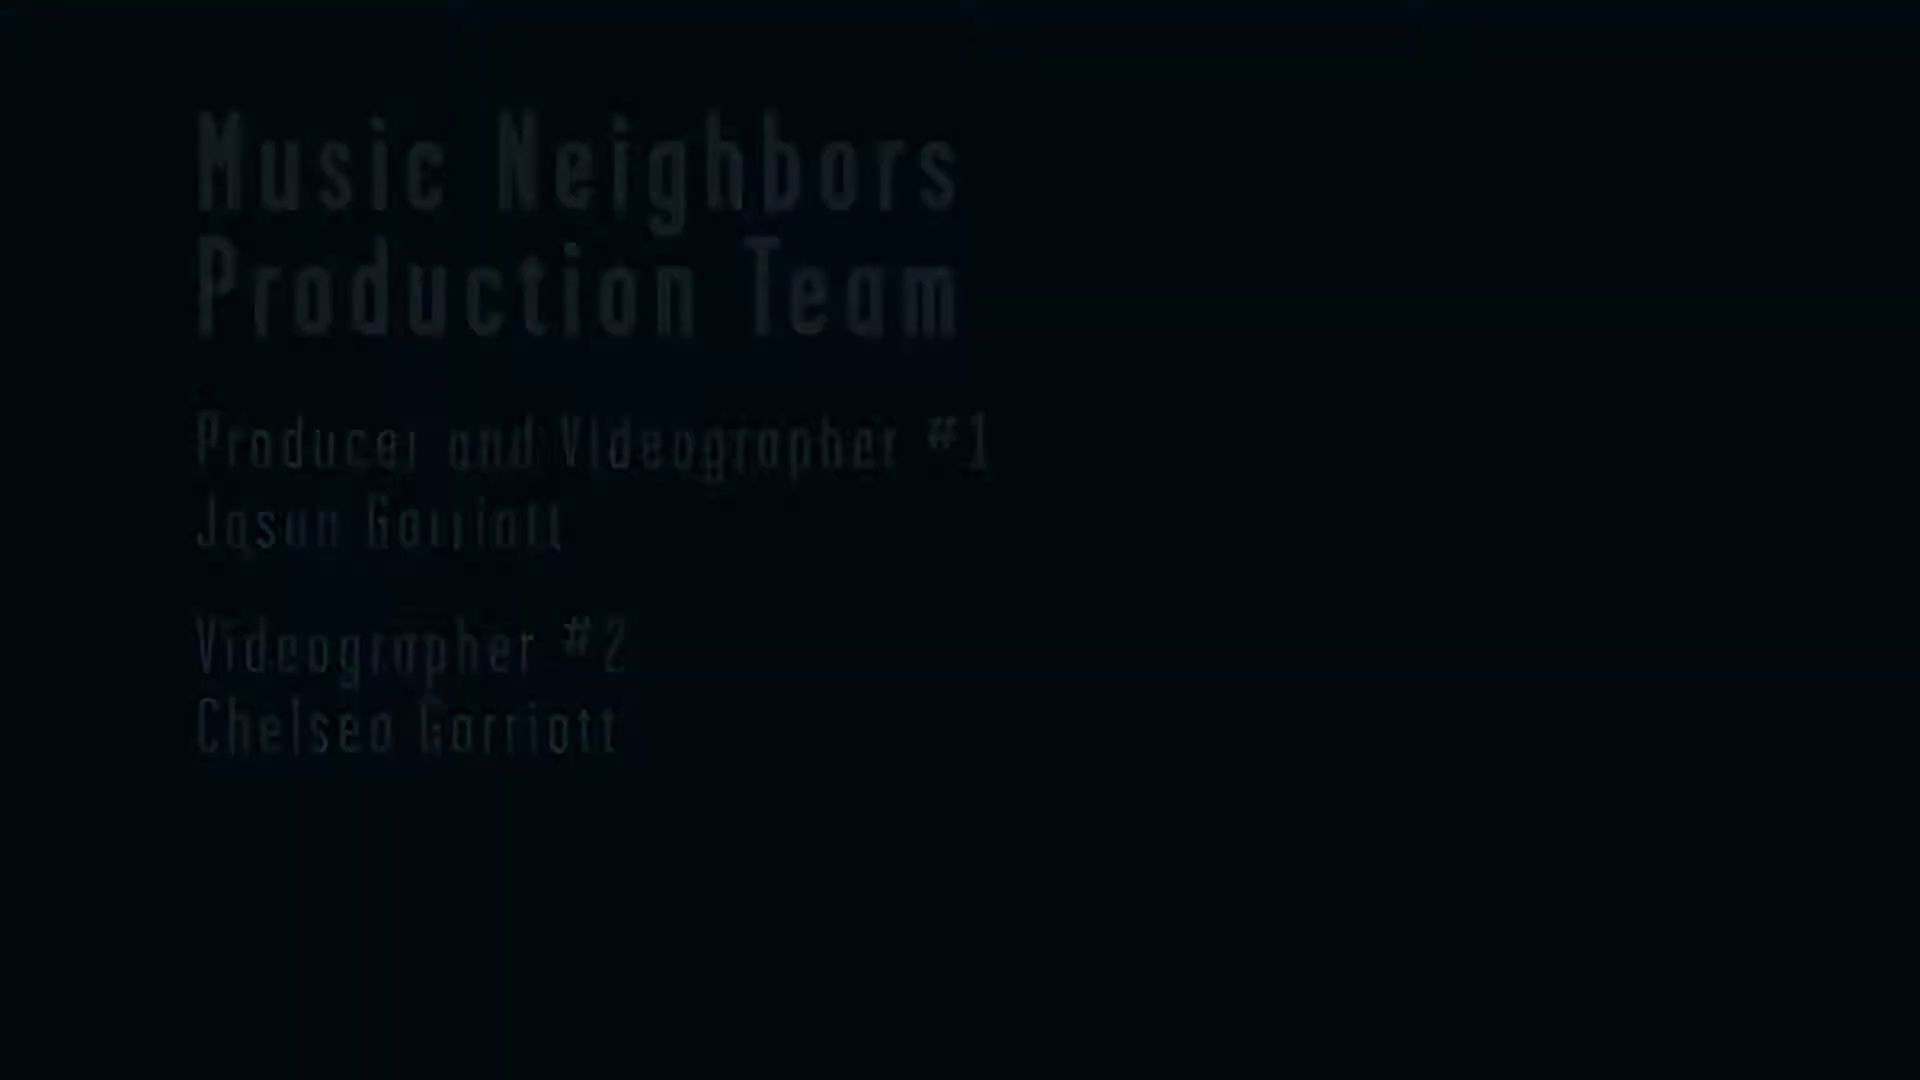 Music Neighbors
Production Team
Producer and Videographer #1
Jason Garriott
Videographer #2
Chelsea Garriott